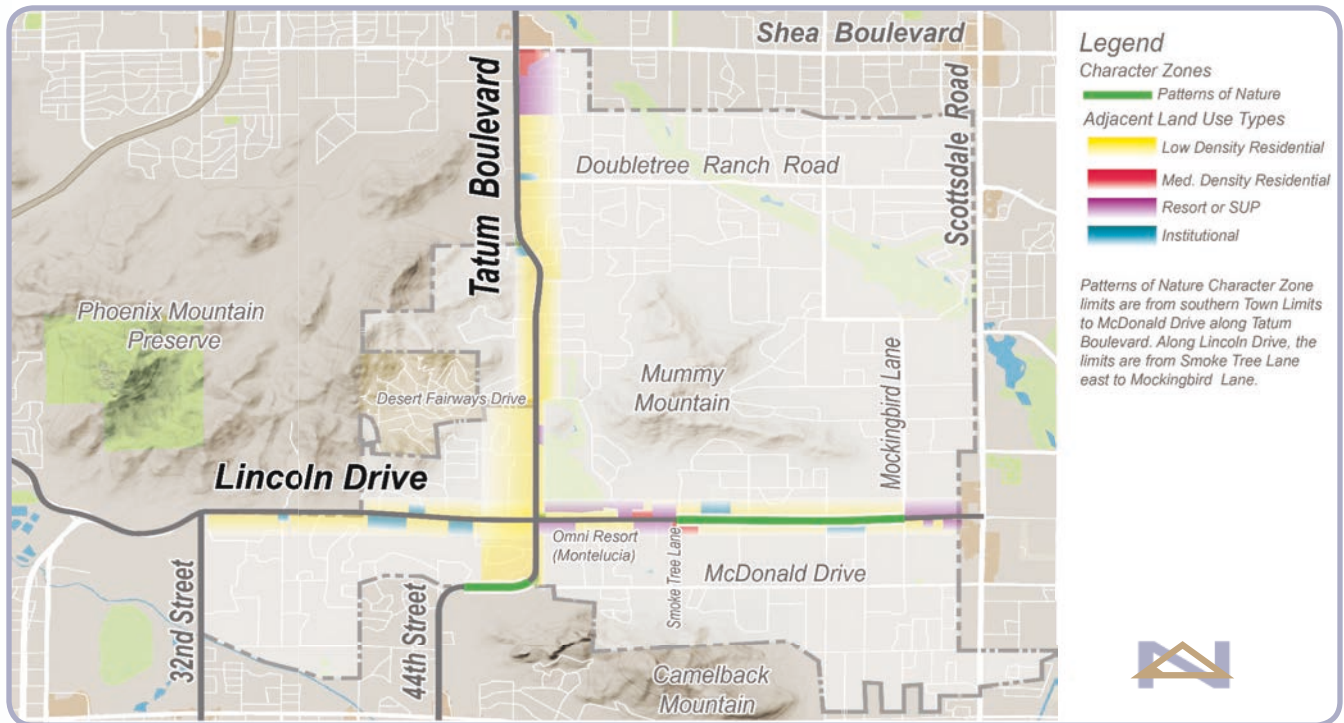 Shea Boulevard
Tatum Boulevard
Scottsdale Road
Doubletree Ranch Road
Phoenix Mountain
Preserve
Desert Fairways Drive
Mummy
Mountain
Mockingbird Lane
Lincoln Drive
Omni Resort
(Montelucia)
Smoke Tree Lane
McDonald Drive
32nd Street
44th Street
Camelback
Mountain
Legend
Character Zones
Patterns of Nature
Adjacent Land Use Types
Low Density Residential
Med. Density Residential
Resort or SUP
Institutional
Patterns of Nature Character Zone
limits are from southern Town Limits
to McDonald Drive along Tatum
Boulevard. Along Lincoln Drive, the
limits are from Smoke Tree Lane
east to Mockingbird Lane.
N